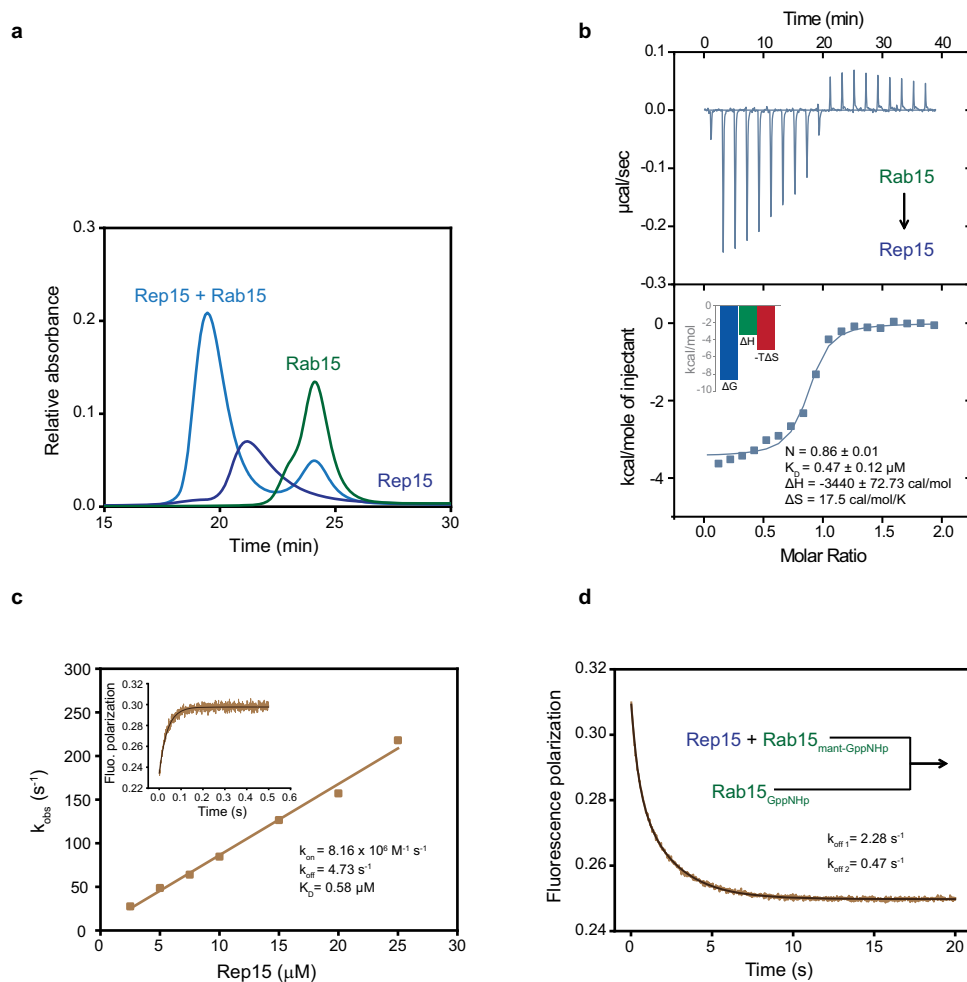 a
0.3
0.2
0.1
0.0
15
20
25
30
Relative absorbance
Time (min)
Rep15 + Rab15
Rab15
Rep15
b
Time (min)
0
10
20
30
40
0.1
0.0
-0.1
-0.2
-0.3
µcal/sec
Rab15
Rep15
0
-2
-4
kcal/mole of injectant
0
-2
-4
-6
-8
-10
kcal/mol
ΔG
ΔH
-TΔS
N = 0.86 ± 0.01
K_D = 0.47 ± 0.12 µM
ΔH = -3440 ± 72.73 cal/mol
ΔS = 17.5 cal/mol/K
0.0
0.5
1.0
1.5
2.0
Molar Ratio
c
300
250
200
150
100
50
0
k_obs (s⁻¹)
0.32
0.30
0.28
0.26
0.24
0.22
Fluo. polarization
0.0 0.1 0.2 0.3 0.4 0.5 0.6
Time (s)
k_on = 8.16 x 10⁶ M⁻¹ s⁻¹
k_off = 4.73 s⁻¹
K_D = 0.58 µM
0
5
10
15
20
25
30
Rep15 (µM)
d
0.32
0.30
0.28
0.26
0.24
Fluorescence polarization
Rep15 + Rab15_mant-GppNHp
Rab15_GppNHp
k_off 1 = 2.28 s⁻¹
k_off 2 = 0.47 s⁻¹
0
5
10
15
20
Time (s)